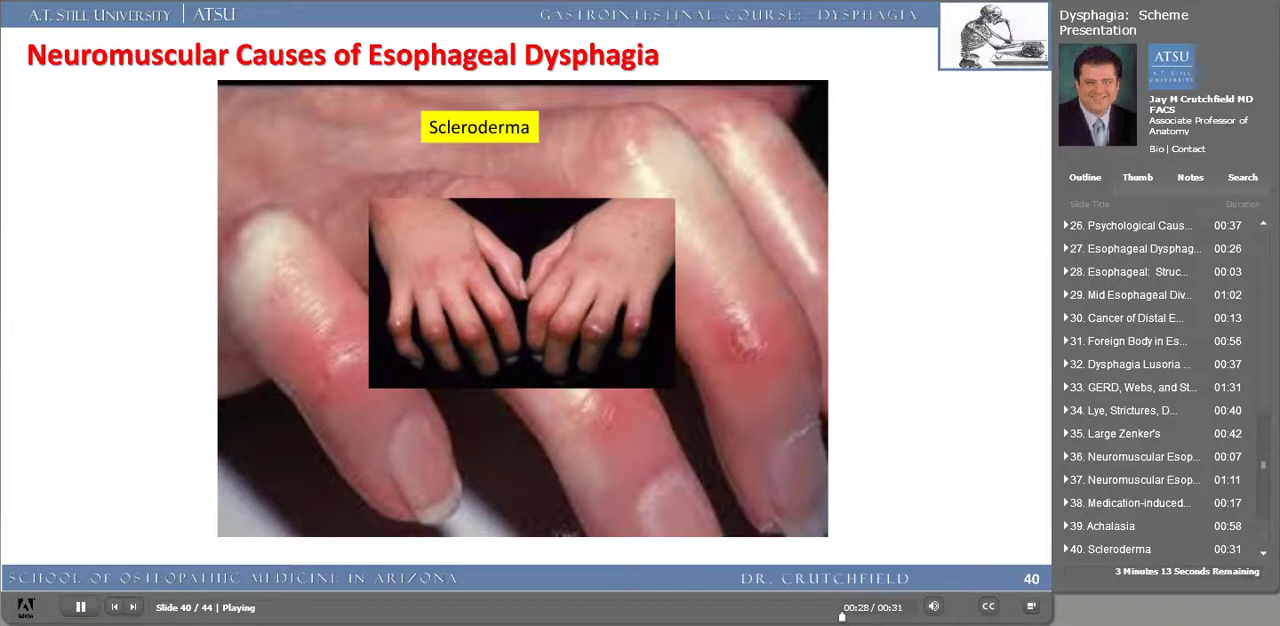 A.T. STILL UNIVERSITY | ATSU
GASTROINTESTINAL COURSE: DYSPHAGIA
Neuromuscular Causes of Esophageal Dysphagia
Scleroderma
SCHOOL OF OSTEOPATHIC MEDICINE IN ARIZONA
DR. CRUTCHFIELD
40
Dysphagia: Scheme
Presentation
ATSU
A.T. STILL
UNIVERSITY
Jay M Crutchfield MD
FACS
Associate Professor of
Anatomy
Bio | Contact
Outline Thumb Notes Search
Slide Title Duration
26. Psychological Caus... 00:37
27. Esophageal Dysphag... 00:26
28. Esophageal: Struc... 00:03
29. Mid Esophageal Div... 01:02
30. Cancer of Distal E... 00:13
31. Foreign Body in Es... 00:56
32. Dysphagia Lusoria ... 00:37
33. GERD, Webs, and St... 01:31
34. Lye, Strictures, D... 00:40
35. Large Zenker's 00:42
36. Neuromuscular Esop... 00:07
37. Neuromuscular Esop... 01:11
38. Medication-induced... 00:17
39. Achalasia 00:58
40. Scleroderma 00:31
3 Minutes 13 Seconds Remaining
Adobe
Slide 40 / 44 | Playing
00:28 / 00:31
CC